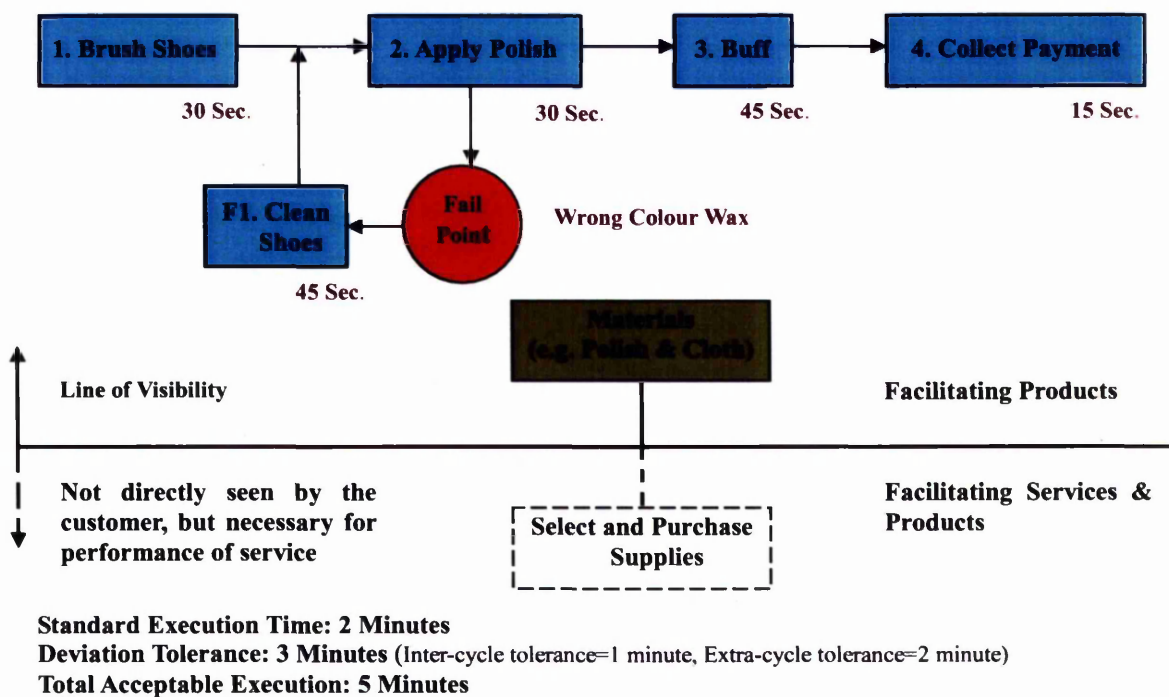 1. Brush Shoes
2. Apply Polish
3. Buff
4. Collect Payment
30 Sec.
30 Sec.
45 Sec.
15 Sec.
F1. Clean
Shoes
Fail
Point
Wrong Colour Wax
45 Sec.
Materials
(e.g. Polish & Cloth)
Line of Visibility
Facilitating Products
Not directly seen by the
customer, but necessary for
performance of service
Facilitating Services &
Products
Select and Purchase
Supplies
Standard Execution Time: 2 Minutes
Deviation Tolerance: 3 Minutes (Inter-cycle tolerance=1 minute, Extra-cycle tolerance=2 minute)
Total Acceptable Execution: 5 Minutes